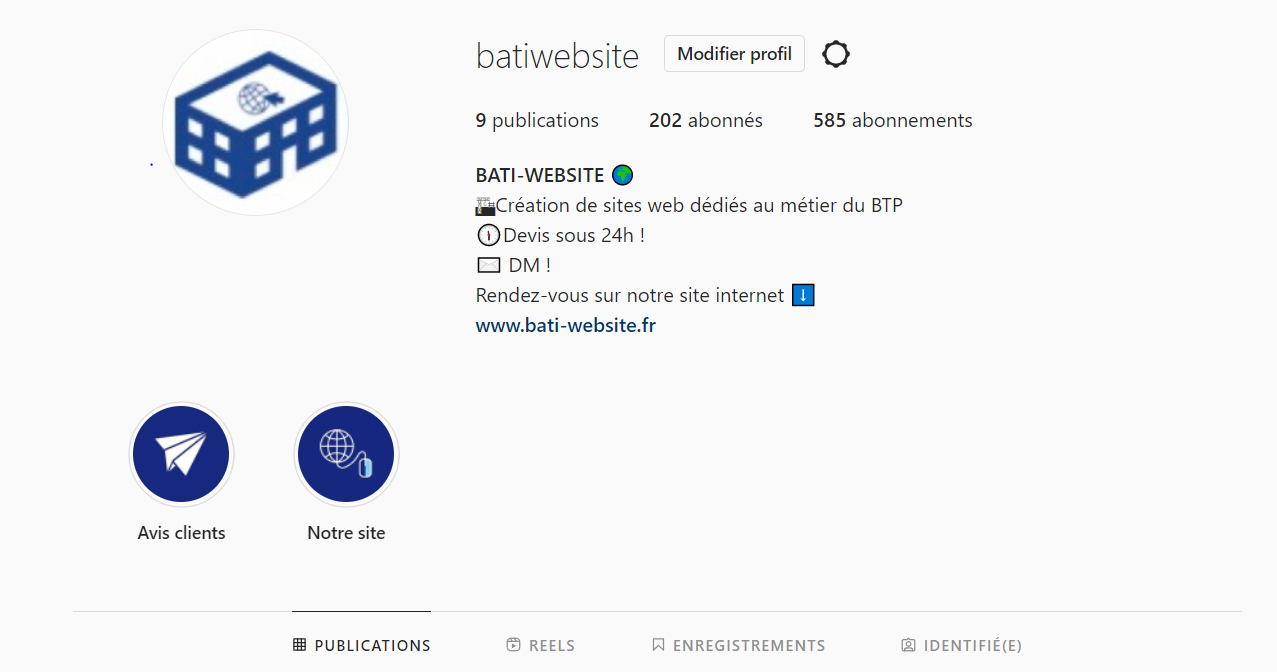 batiwebsite Modifier profil
9 publications 202 abonnés 585 abonnements
BATI-WEBSITE
Création de sites web dédiés au métier du BTP
Devis sous 24h !
DM !
Rendez-vous sur notre site internet
www.bati-website.fr
Avis clients Notre site
PUBLICATIONS REELS ENREGISTREMENTS IDENTIFIÉ(E)